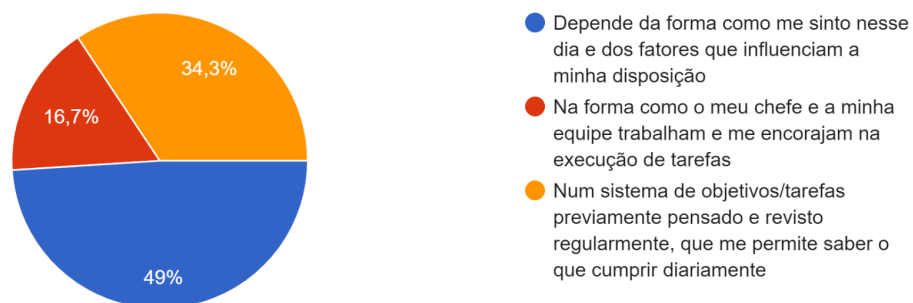 34,3%
16,7%
49%
Depende da forma como me sinto nesse
dia e dos fatores que influenciam a
minha disposição
Na forma como o meu chefe e a minha
equipe trabalham e me encorajam na
execução de tarefas
Num sistema de objetivos/tarefas
previamente pensado e revisto
regularmente, que me permite saber o
que cumprir diariamente